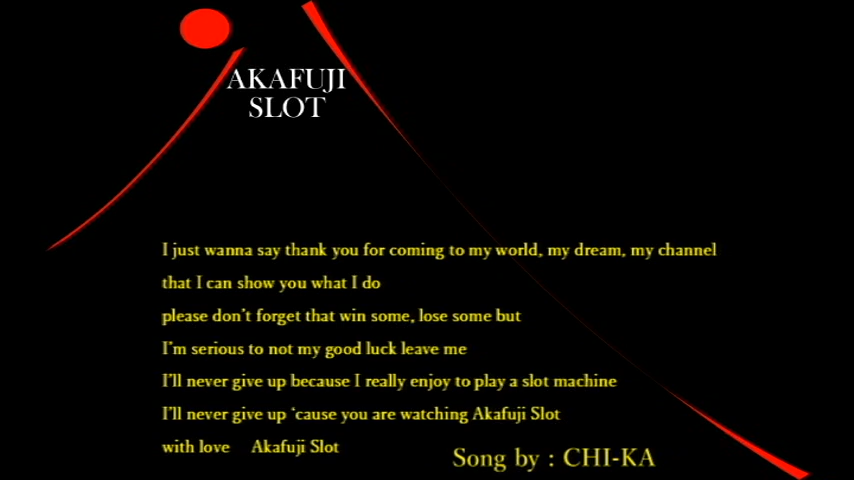 AKAFUJI
SLOT
I just wanna say thank you for coming to my world, my dream, my channel
that I can show you what I do
please don't forget that win some, lose some but
I'm serious to not my good luck leave me
I'll never give up because I really enjoy to play a slot machine
I'll never give up ‘cause you are watching Akafuji Slot
with love Akafuji Slot
Song by : CHI-KA